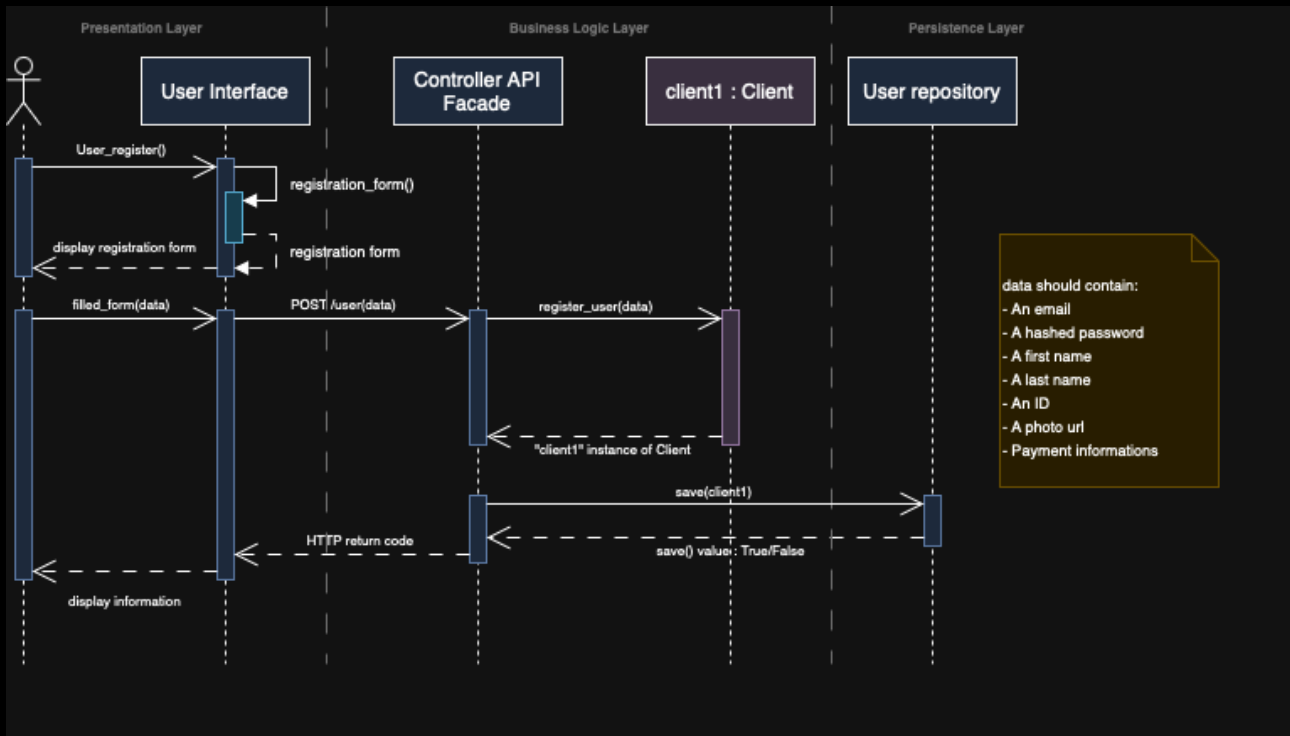 Presentation Layer
Business Logic Layer
Persistence Layer
User Interface
Controller API
Facade
client1 : Client
User repository
User_register()
registration_form()
display registration form
registration form
filled_form(data)
POST /user(data)
register_user(data)
data should contain:
- An email
- A hashed password
- A first name
- A last name
- An ID
- A photo url
- Payment informations
"client1" instance of Client
save(client1)
HTTP return code
save() value : True/False
display information